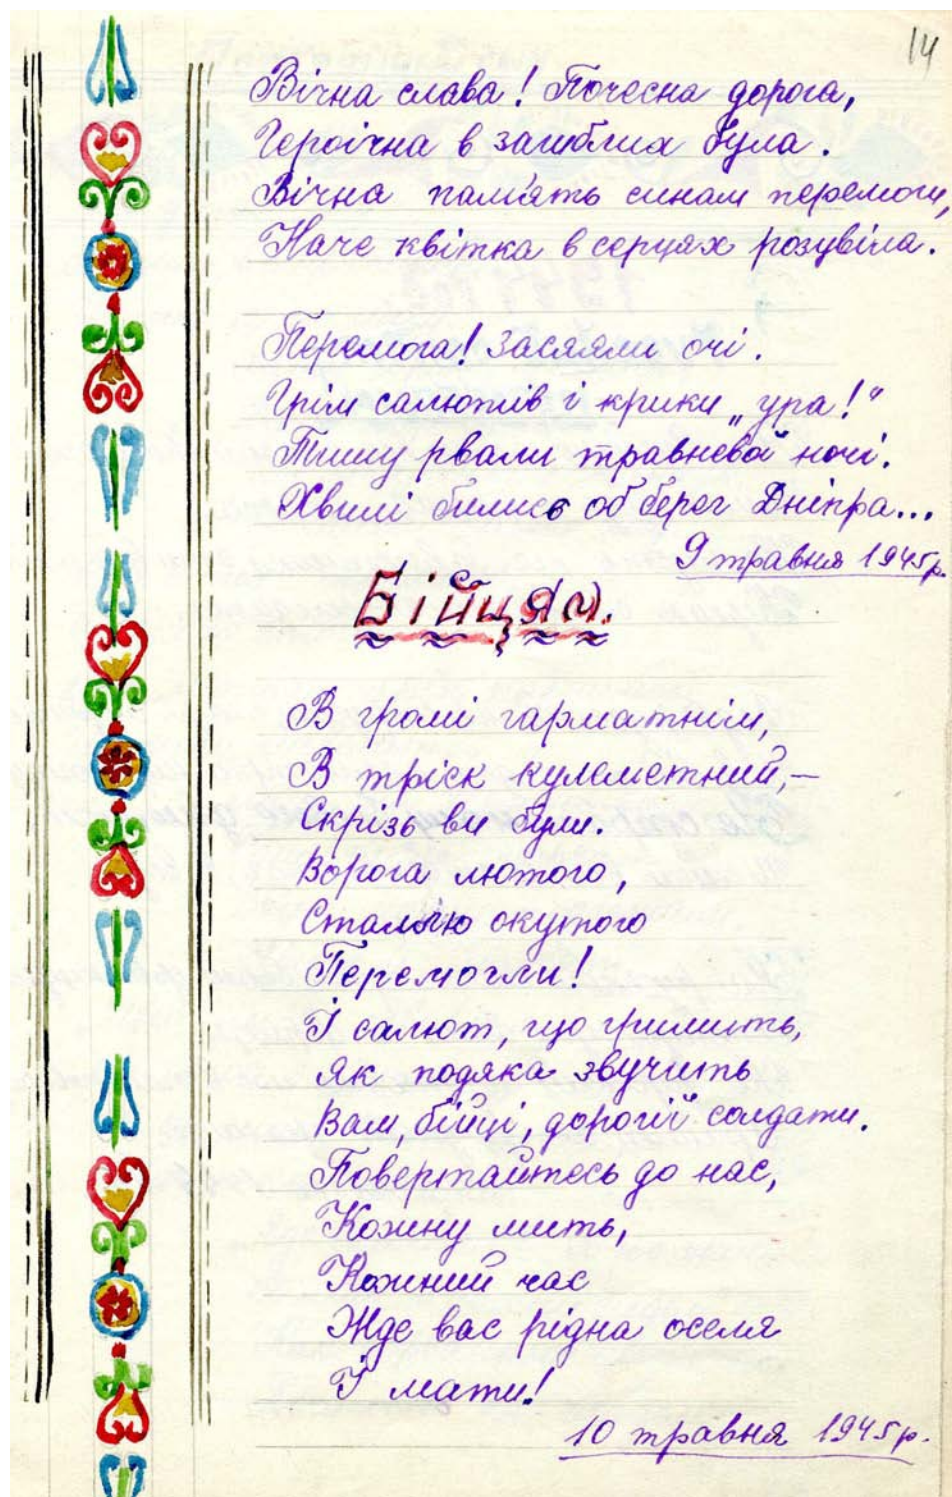 14
Вічна слава! Почесна дорога,
Героїчна в загиблих була.
Вічна пам'ять синам перемоги,
Наче квітка в серцях розцвіла.
Перемога! Засяяли очі.
Грім салютів і крики „ура!“
Тишу рвали травневої ночі.
Хвилі бились об берег Дніпра...
9 травня 1945 р.
Бійцям.
В громі гарматнім,
В тріск кулеметний,—
Скрізь ви були.
Ворога лютого,
Сталлю окутого
Перемогли!
І салют, що гримить,
Як подяка звучить
Вам, бійці, дорогії солдати.
Повертайтесь до нас,
Кожну мить,
Кожний час
Жде вас рідна оселя
І мати!
10 травня 1945 р.